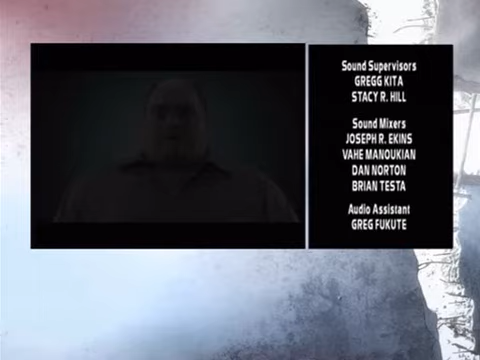 Sound Supervisors
GREGG KITA
STACY R. HILL
Sound Mixers
JOSEPH R. EKINS
VAHE MANOUKIAN
DAN NORTON
BRIAN TESTA
Audio Assistant
GREG FUKUTE